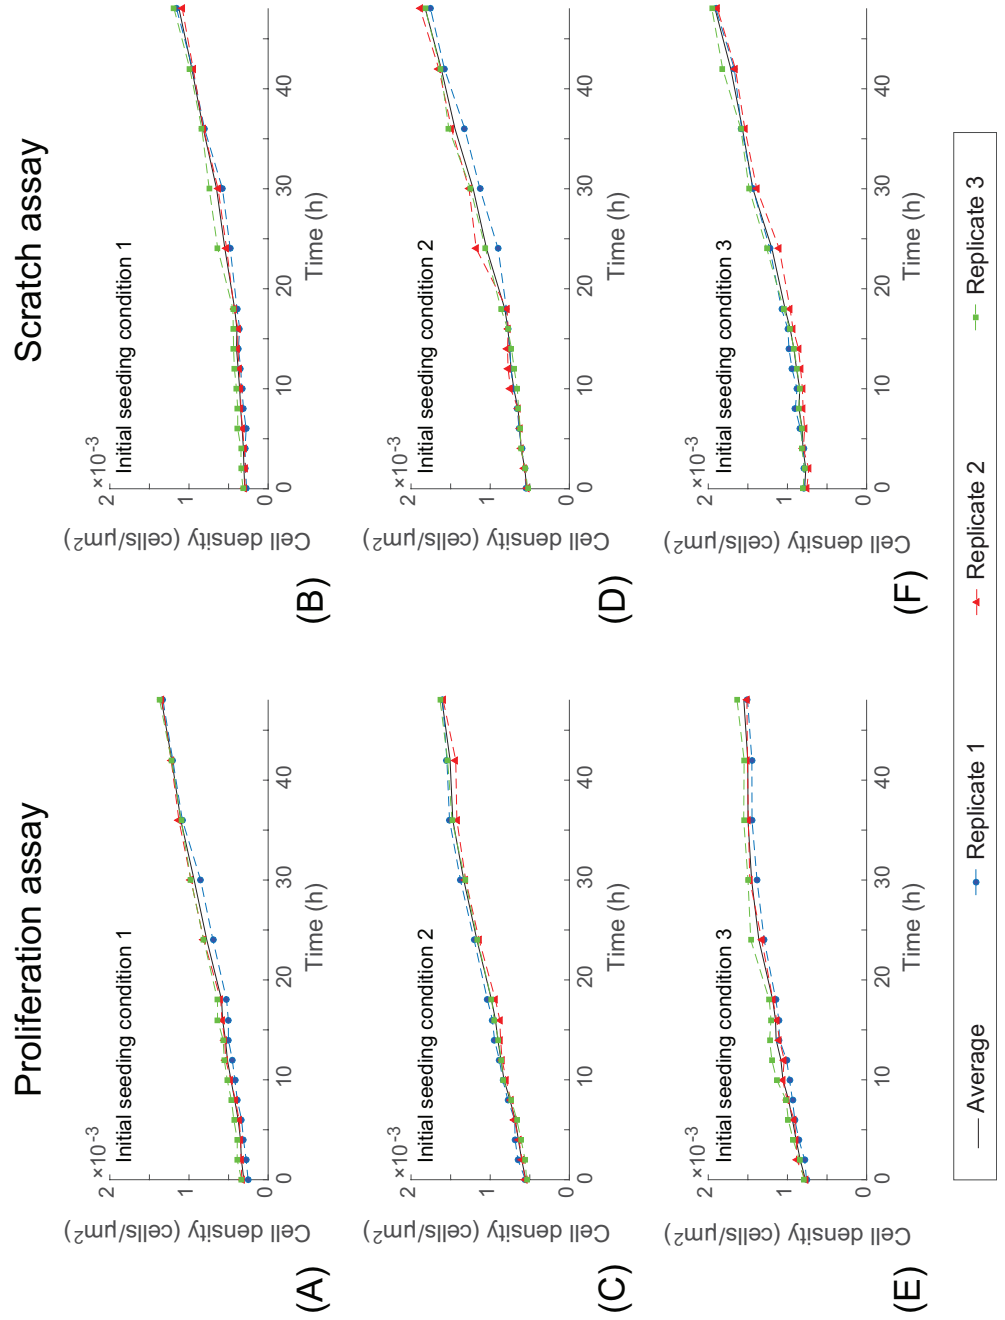 Proliferation assay
Scratch assay
(A)
Cell density (cells/μm²)
×10⁻³
Initial seeding condition 1
2
1
0
0 10 20 30 40
Time (h)
(B)
Cell density (cells/μm²)
×10⁻³
Initial seeding condition 1
2
1
0
0 10 20 30 40
Time (h)
(C)
Cell density (cells/μm²)
×10⁻³
Initial seeding condition 2
2
1
0
0 10 20 30 40
Time (h)
(D)
Cell density (cells/μm²)
×10⁻³
Initial seeding condition 2
2
1
0
0 10 20 30 40
Time (h)
(E)
Cell density (cells/μm²)
×10⁻³
Initial seeding condition 3
2
1
0
0 10 20 30 40
Time (h)
(F)
Cell density (cells/μm²)
×10⁻³
Initial seeding condition 3
2
1
0
0 10 20 30 40
Time (h)
Average Replicate 1 Replicate 2 Replicate 3